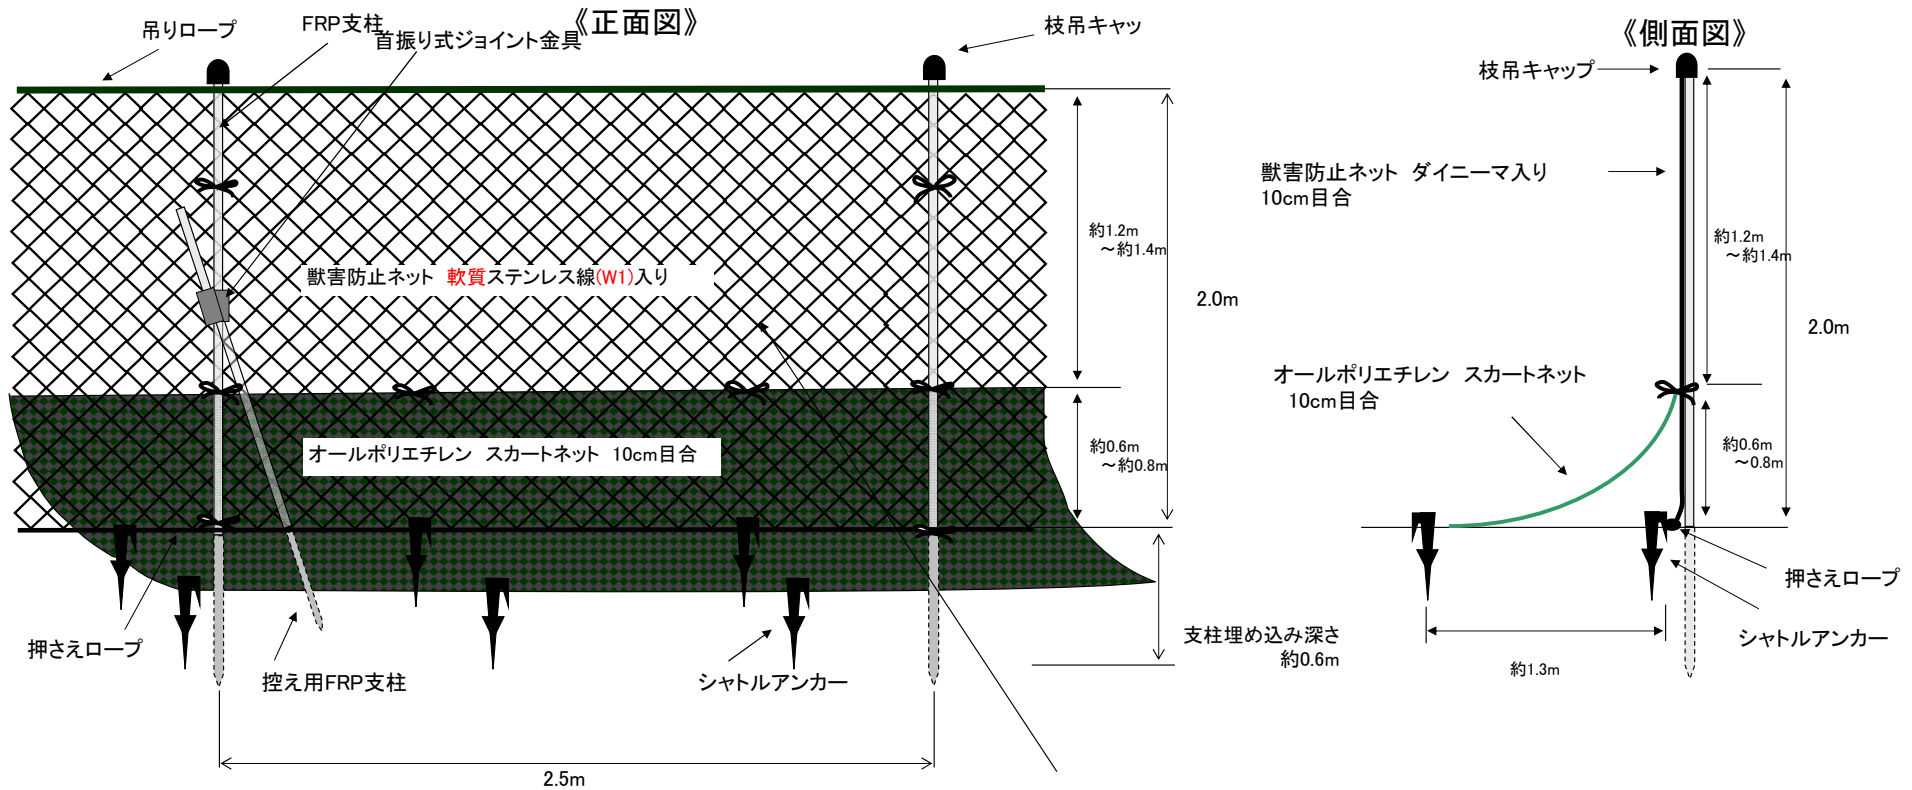 《正面図》
吊りロープ
FRP支柱
首振り式ジョイント金具
枝吊キャッ
獣害防止ネット 軟質ステンレス線(W1)入り
オールポリエチレン スカートネット 10cm目合
約1.2m
～約1.4m
2.0m
約0.6m
～約0.8m
押さえロープ
控え用FRP支柱
シャトルアンカー
支柱埋め込み深さ
約0.6m
2.5m
《側面図》
枝吊キャップ
獣害防止ネット ダイニーマ入り
10cm目合
約1.2m
～約1.4m
2.0m
オールポリエチレン スカートネット
10cm目合
約0.6m
～0.8m
押さえロープ
シャトルアンカー
約1.3m